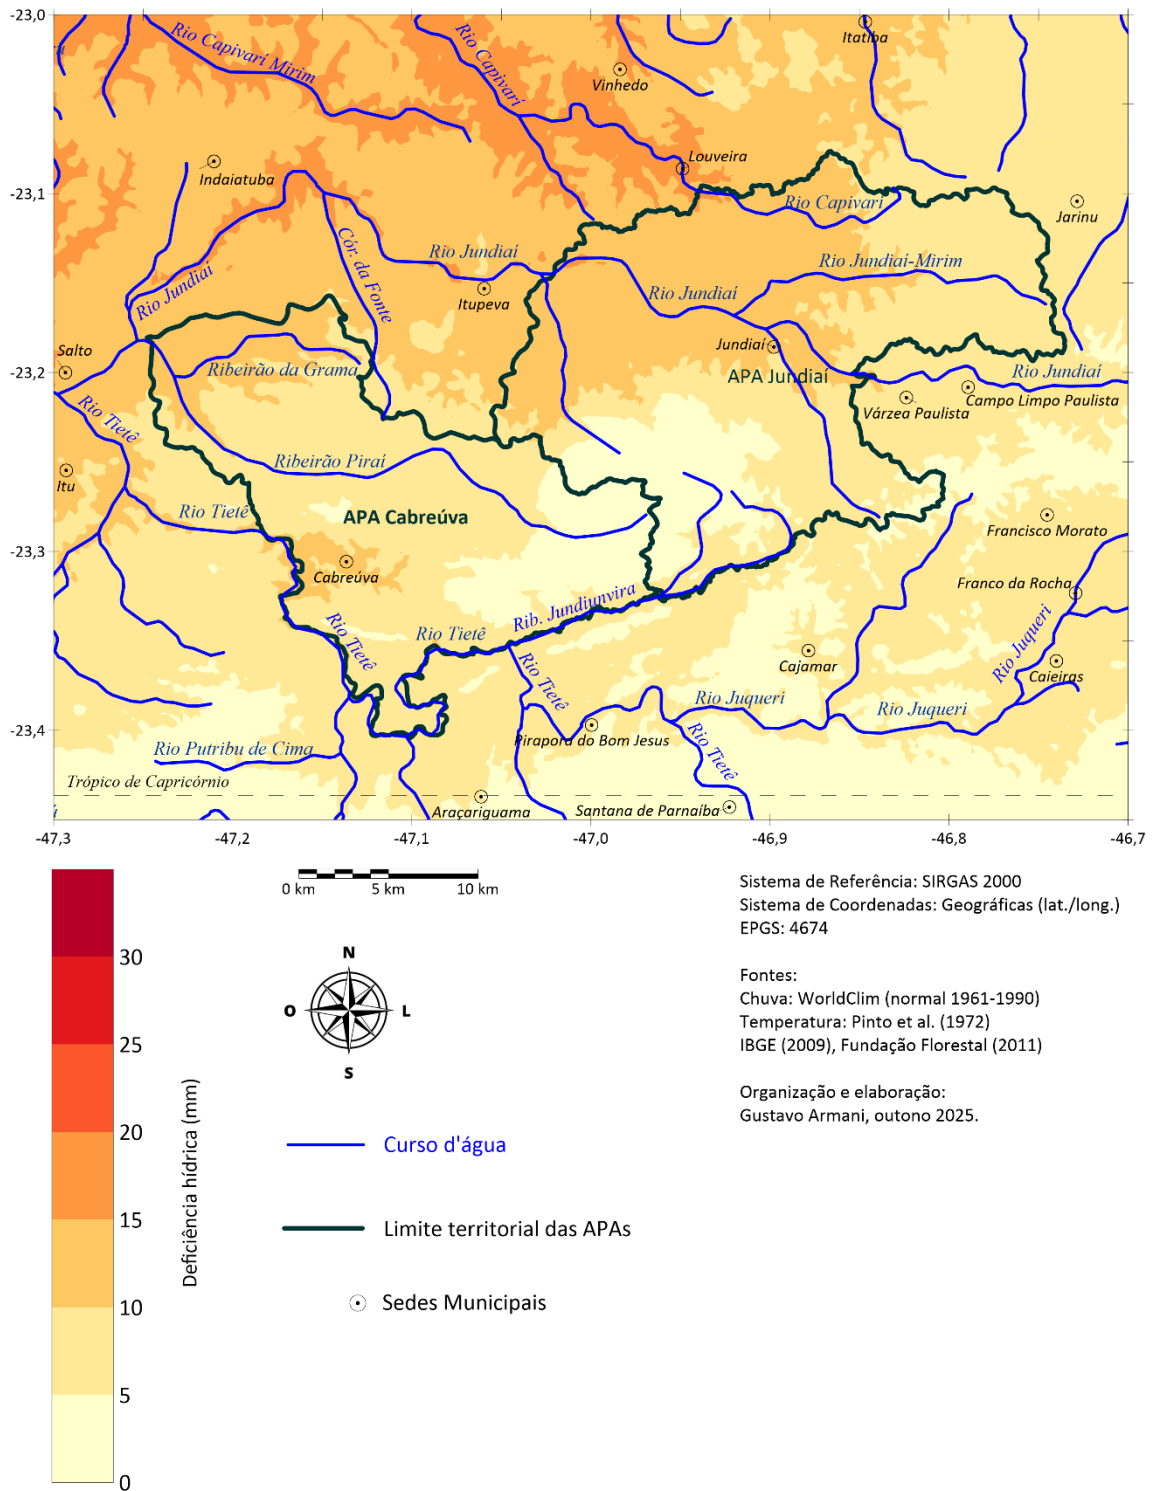 -23,0
Rio Capivarí Mirim
Rio Capivarí
Itatiba
Vinhedo
Louveira
Indaiatuba
-23,1
Rio Capivarí
Jarinu
Cór. da Fonte
Rio Jundiaí
Rio Jundiaí-Mirim
Rio Jundiaí
Itupeva
Rio Jundiaí
Salto
Jundiaí
-23,2
Ribeirão da Grama
APA Jundiaí
Rio Jundiaí
Campo Limpo Paulista
Várzea Paulista
Rio Tietê
Ribeirão Piraí
Itu
Rio Tietê
APA Cabreúva
Francisco Morato
-23,3
Cabreúva
Franco da Rocha
Rib. Jundiunvira
Rio Tietê
Rio Tietê
Rio Juqueri
Cajamar
Caieiras
Rio Tietê
Rio Juqueri
Rio Juqueri
-23,4
Pirapora do Bom Jesus
Rio Tietê
Rio Putribu de Cima
Trópico de Capricórnio
Araçariguama
Santana de Parnaíba
-47,3 -47,2 -47,1 -47,0 -46,9 -46,8 -46,7
0 km 5 km 10 km
Sistema de Referência: SIRGAS 2000
Sistema de Coordenadas: Geográficas (lat./long.)
EPGS: 4674
Fontes:
Chuva: WorldClim (normal 1961-1990)
Temperatura: Pinto et al. (1972)
IBGE (2009), Fundação Florestal (2011)
Organização e elaboração:
Gustavo Armani, outono 2025.
N
O L
S
30
25
20
15
10
5
0
Deficiência hídrica (mm)
Curso d'água
Limite territorial das APAs
Sedes Municipais